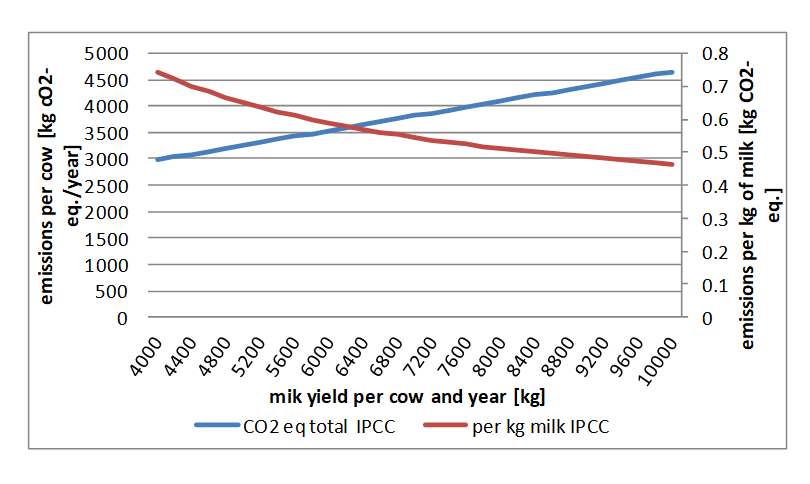 emissions per cow [kg cO2-
eq./year]
5000
4500
4000
3500
3000
2500
2000
1500
1000
500
0
0.8
0.7
0.6
0.5
0.4
0.3
0.2
0.1
0
emissions per kg of milk [kg CO2-
eq.]
4000 4400 4800 5200 5600 6000 6400 6800 7200 7600 8000 8400 8800 9200 9600 10000
mik yield per cow and year [kg]
CO2 eq total IPCC per kg milk IPCC